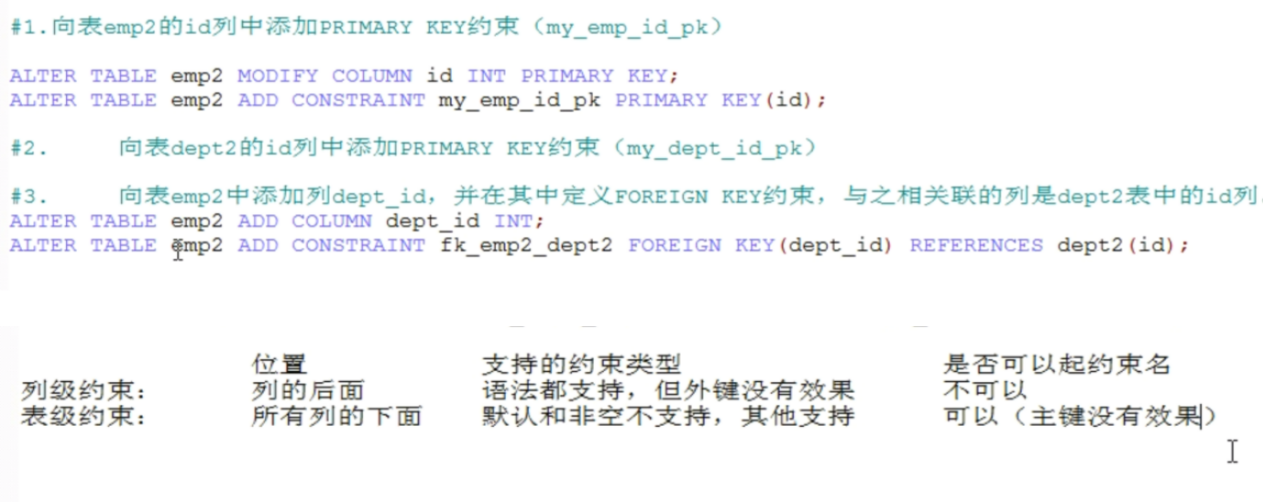 #1.向表emp2的id列中添加PRIMARY KEY约束（my_emp_id_pk）
ALTER TABLE emp2 MODIFY COLUMN id INT PRIMARY KEY;
ALTER TABLE emp2 ADD CONSTRAINT my_emp_id_pk PRIMARY KEY(id);
#2. 向表dept2的id列中添加PRIMARY KEY约束（my_dept_id_pk）
#3. 向表emp2中添加列dept_id，并在其中定义FOREIGN KEY约束，与之相关联的列是dept2表中的id列
ALTER TABLE emp2 ADD COLUMN dept_id INT;
ALTER TABLE emp2 ADD CONSTRAINT fk_emp2_dept2 FOREIGN KEY(dept_id) REFERENCES dept2(id);
位置 支持的约束类型 是否可以起约束名
列级约束： 列的后面 语法都支持，但外键没有效果 不可以
表级约束： 所有列的下面 默认和非空不支持，其他支持 可以（主键没有效果）